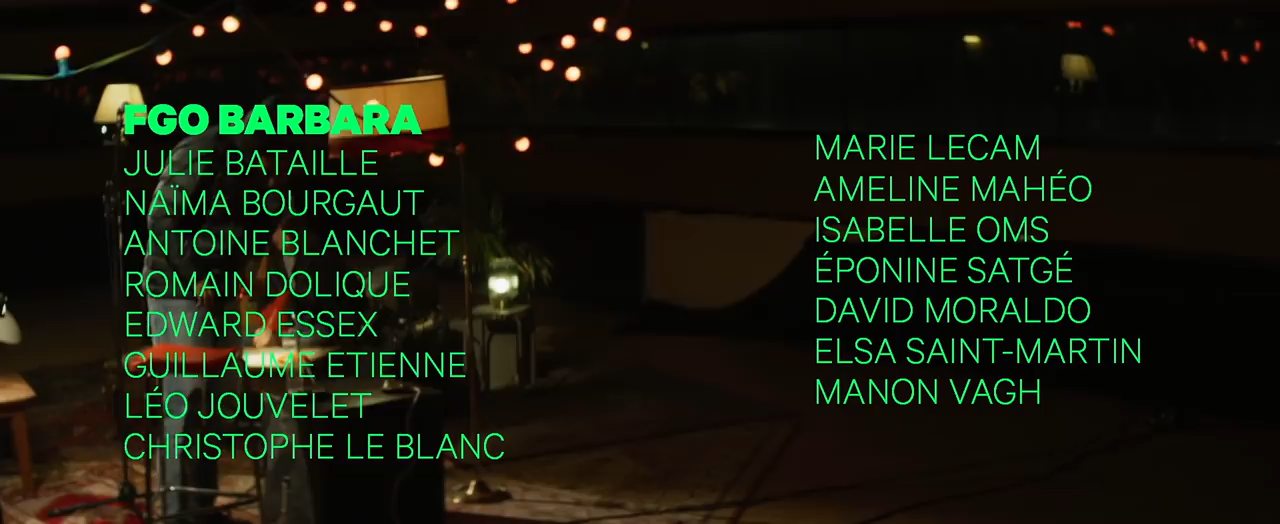 FGO BARBARA
JULIE BATAILLE
NAÏMA BOURGAUT
ANTOINE BLANCHET
ROMAIN DOLIQUE
EDWARD ESSEX
GUILLAUME ETIENNE
LÉO JOUVELET
CHRISTOPHE LE BLANC
MARIE LECAM
AMELINE MAHÉO
ISABELLE OMS
ÉPONINE SATGÉ
DAVID MORALDO
ELSA SAINT-MARTIN
MANON VAGH